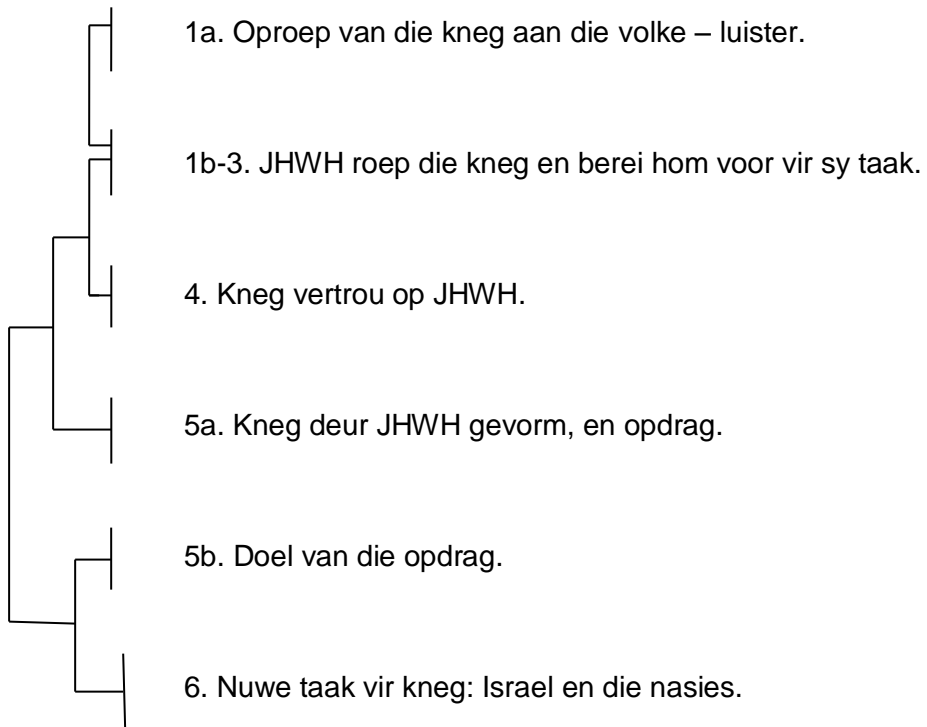 1a. Oproep van die kneg aan die volke – luister.
1b-3. JHWH roep die kneg en berei hom voor vir sy taak.
4. Kneg vertrou op JHWH.
5a. Kneg deur JHWH gevorm, en opdrag.
5b. Doel van die opdrag.
6. Nuwe taak vir kneg: Israel en die nasies.